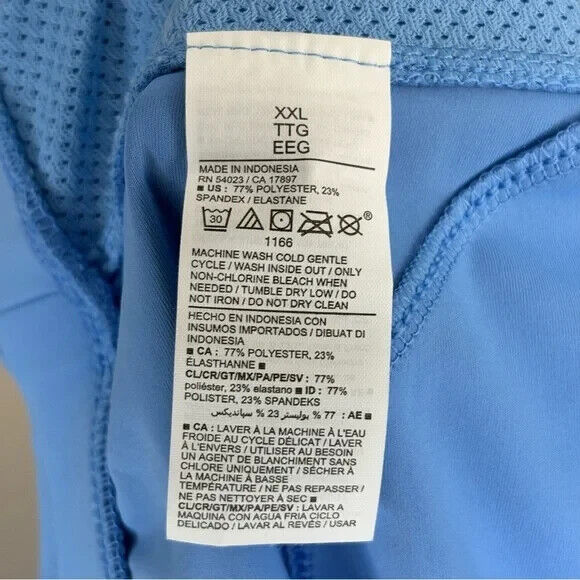 XXL
TTG
EEG
MADE IN INDONESIA
RN 54023 / CA 17897
■ US : 77% POLYESTER, 23%
SPANDEX / ELASTANE
30 ®
1166
MACHINE WASH COLD GENTLE
CYCLE / WASH INSIDE OUT / ONLY
NON-CHLORINE BLEACH WHEN
NEEDED / TUMBLE DRY LOW / DO
NOT IRON / DO NOT DRY CLEAN
HECHO EN INDONESIA CON
INSUMOS IMPORTADOS / DIBUAT DI
INDONESIA
■ CA : 77% POLYESTER, 23%
ÉLASTHANNE ■
CL/CR/GT/MX/PA/PE/SV : 77%
poliéster, 23% elastano ■ ID : 77%
POLISTER, 23% SPANDEKS
■ AE : 77 % بوليستر 23 % سبانديكس
■ CA : LAVER À LA MACHINE À L'EAU
FROIDE AU CYCLE DÉLICAT / LAVER
À L'ENVERS / UTILISER AU BESOIN
UN AGENT DE BLANCHIMENT SANS
CHLORE UNIQUEMENT / SÉCHER À
LA MACHINE À BASSE
TEMPÉRATURE / NE PAS REPASSER /
NE PAS NETTOYER À SEC ■
CL/CR/GT/MX/PA/PE/SV : LAVAR A
MAQUINA CON AGUA FRIA CICLO
DELICADO / LAVAR AL REVÉS / USAR